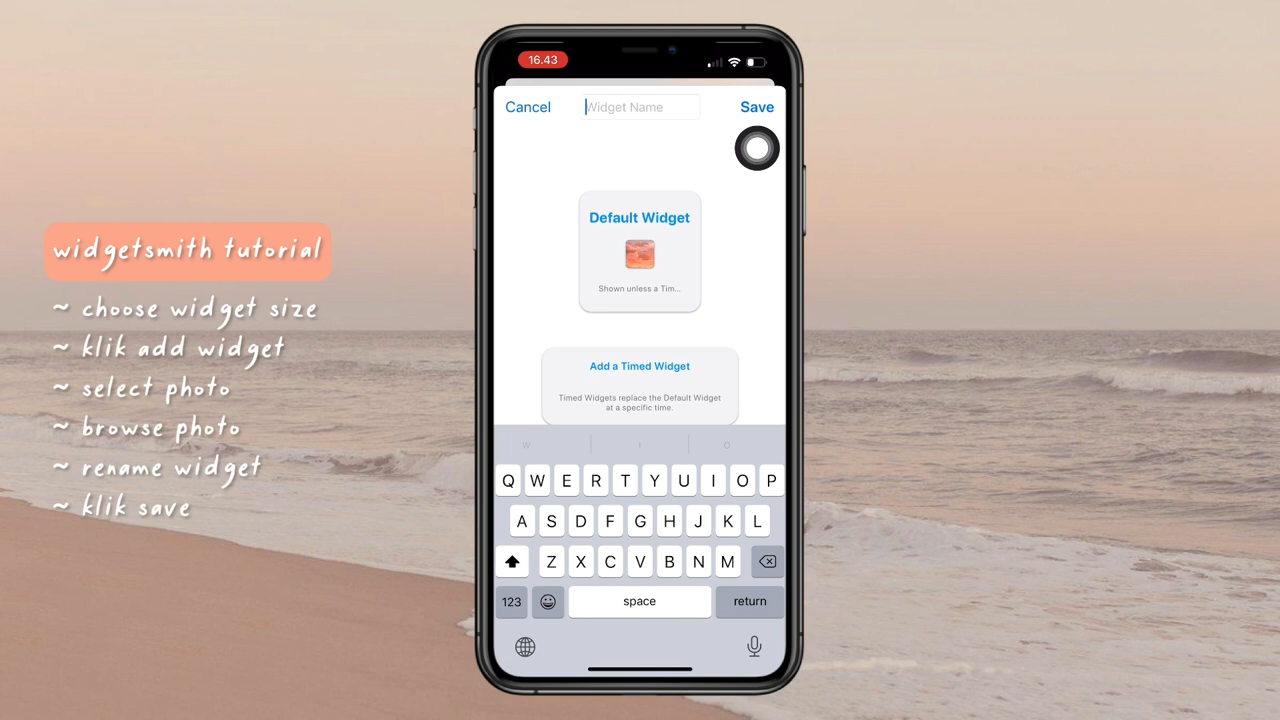 widgetsmith tutorial
~ choose widget size
~ klik add widget
~ select photo
~ browse photo
~ rename widget
~ klik save
16.43
Cancel
Widget Name
Save
Default Widget
Shown unless a Tim...
Add a Timed Widget
Timed Widgets replace the Default Widget
at a specific time.
W I O
Q W E R T Y U I O P
A S D F G H J K L
Z X C V B N M
123 space return